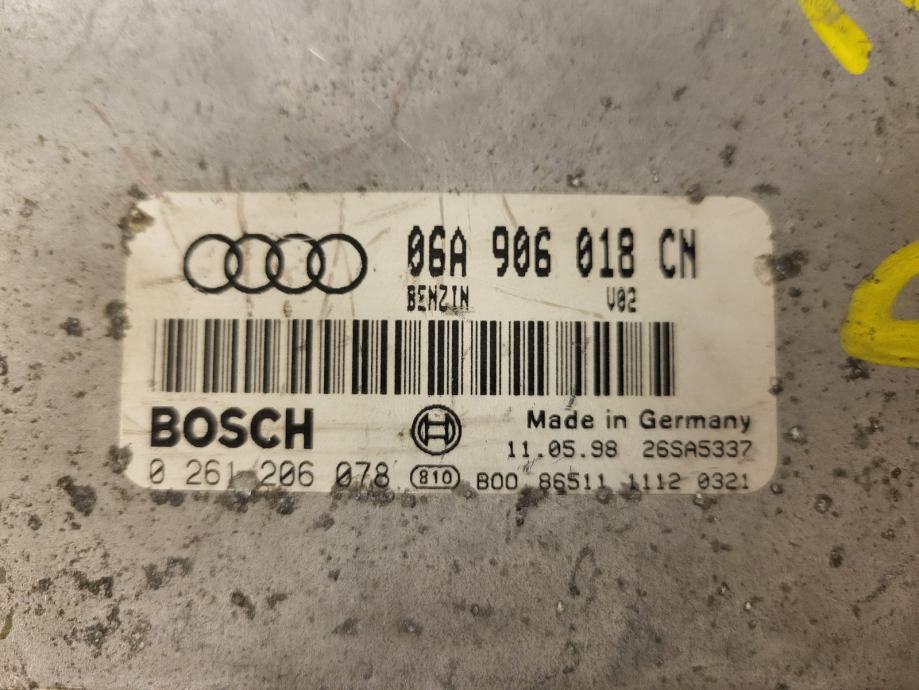 06A 906 018 CN
BENZIN V02
BOSCH
Made in Germany
11.05.98 26SA5337
0 261 206 078 810 B00 86511 1112 0321